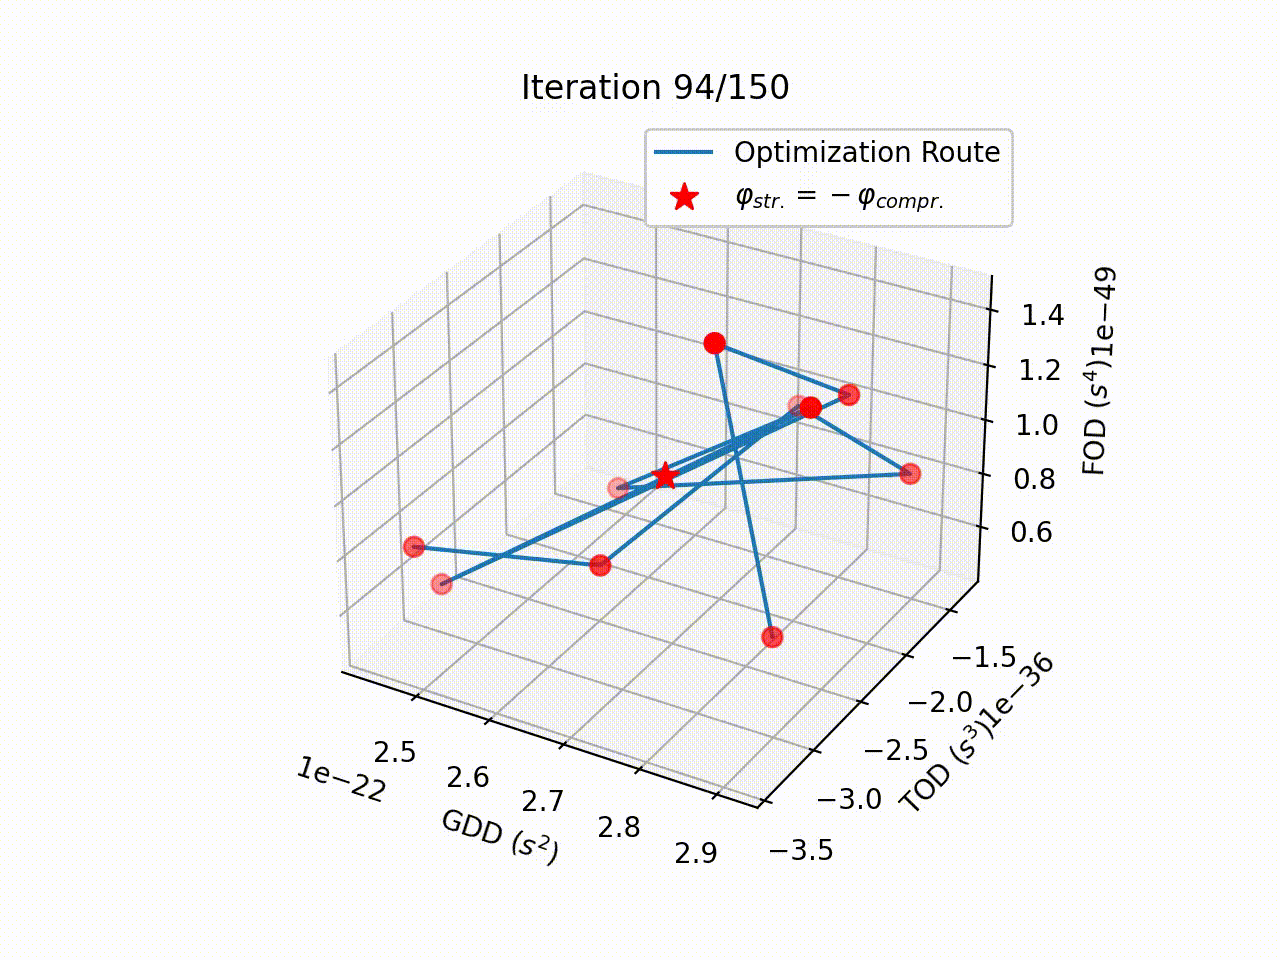 Iteration 94/150
Optimization Route
φstr. = −φcompr.
1.4
1.2
1.0
0.8
0.6
FOD (s⁴)1e−49
−1.5
−2.0
−2.5
−3.0
−3.5
TOD (s³)1e−36
2.5
2.6
2.7
2.8
2.9
1e−22
GDD (s²)